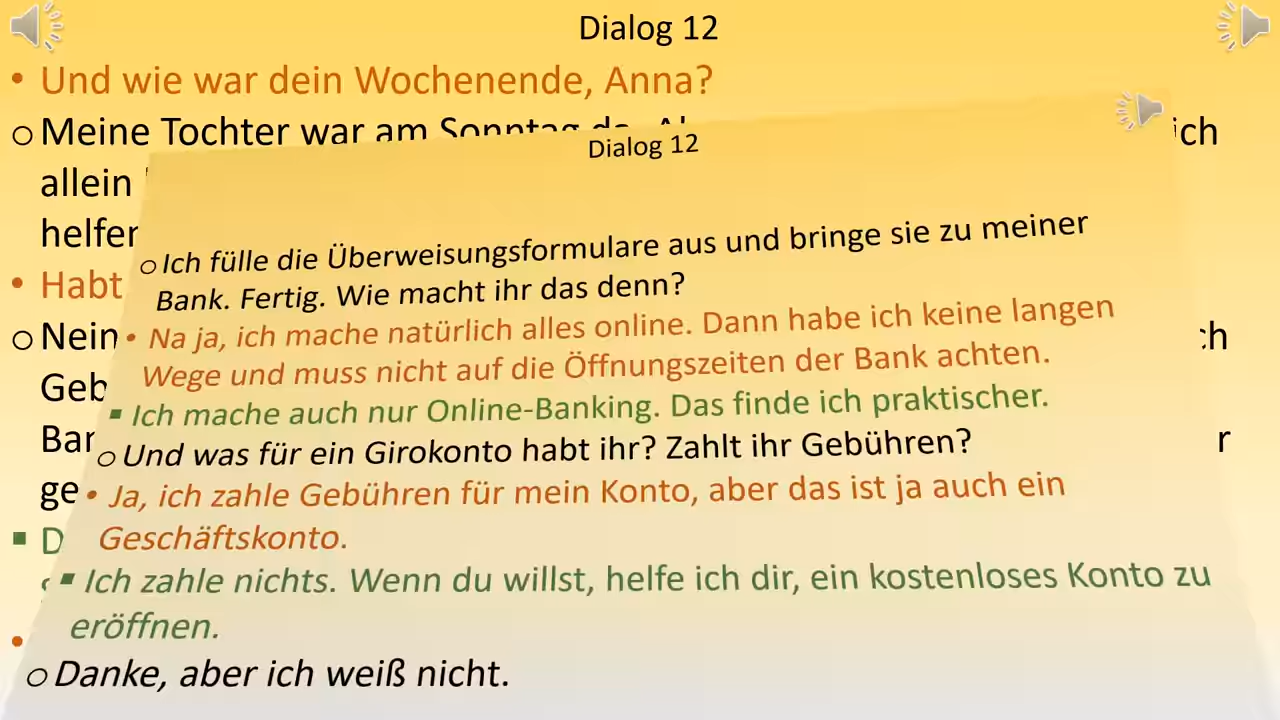 Dialog 12
• Und wie war dein Wochenende, Anna?
o Meine Tochter war am Sonntag da. ich
allein
helfen
• Habt
o Nein
Dialog 12
o Ich fülle die Überweisungsformulare aus und bringe sie zu meiner
Bank. Fertig. Wie macht ihr das denn?
• Na ja, ich mache natürlich alles online. Dann habe ich keine langen
Wege und muss nicht auf die Öffnungszeiten der Bank achten.
▪ Ich mache auch nur Online-Banking. Das finde ich praktischer.
o Und was für ein Girokonto habt ihr? Zahlt ihr Gebühren?
• Ja, ich zahle Gebühren für mein Konto, aber das ist ja auch ein
Geschäftskonto.
▪ Ich zahle nichts. Wenn du willst, helfe ich dir, ein kostenloses Konto zu
eröffnen.
o Danke, aber ich weiß nicht.